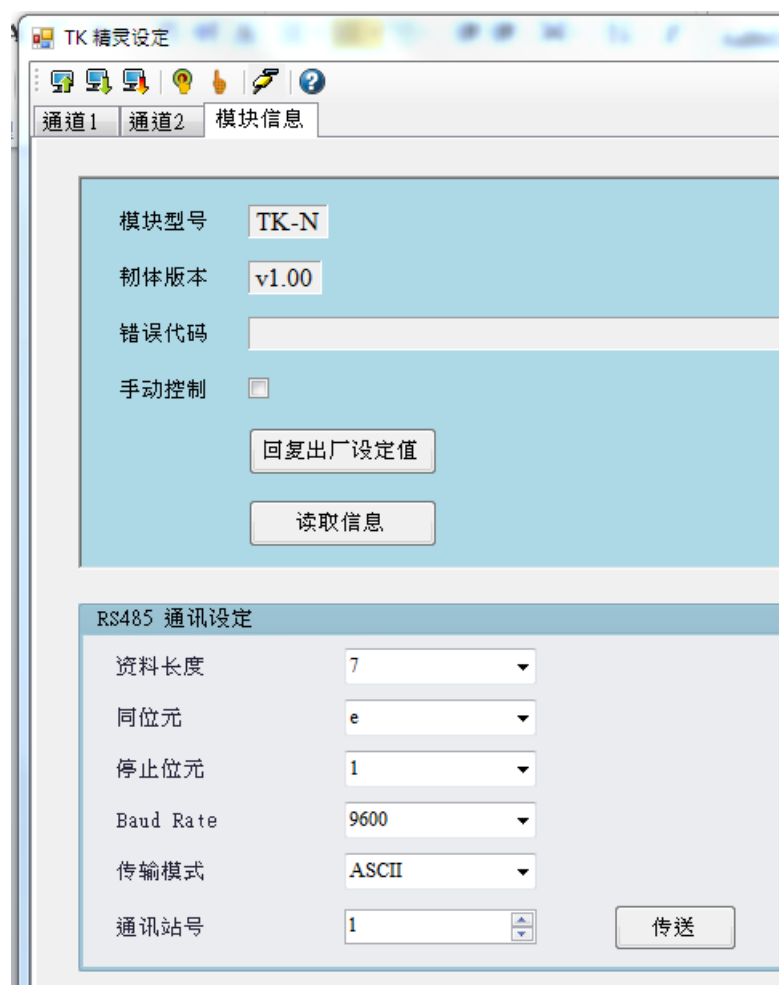 TK 精灵设定
通道1 通道2 模块信息
模块型号 TK-N
韧体版本 v1.00
错误代码
手动控制
回复出厂设定值
读取信息
RS485 通讯设定
资料长度 7
同位元 e
停止位元 1
Baud Rate 9600
传输模式 ASCII
通讯站号 1 传送